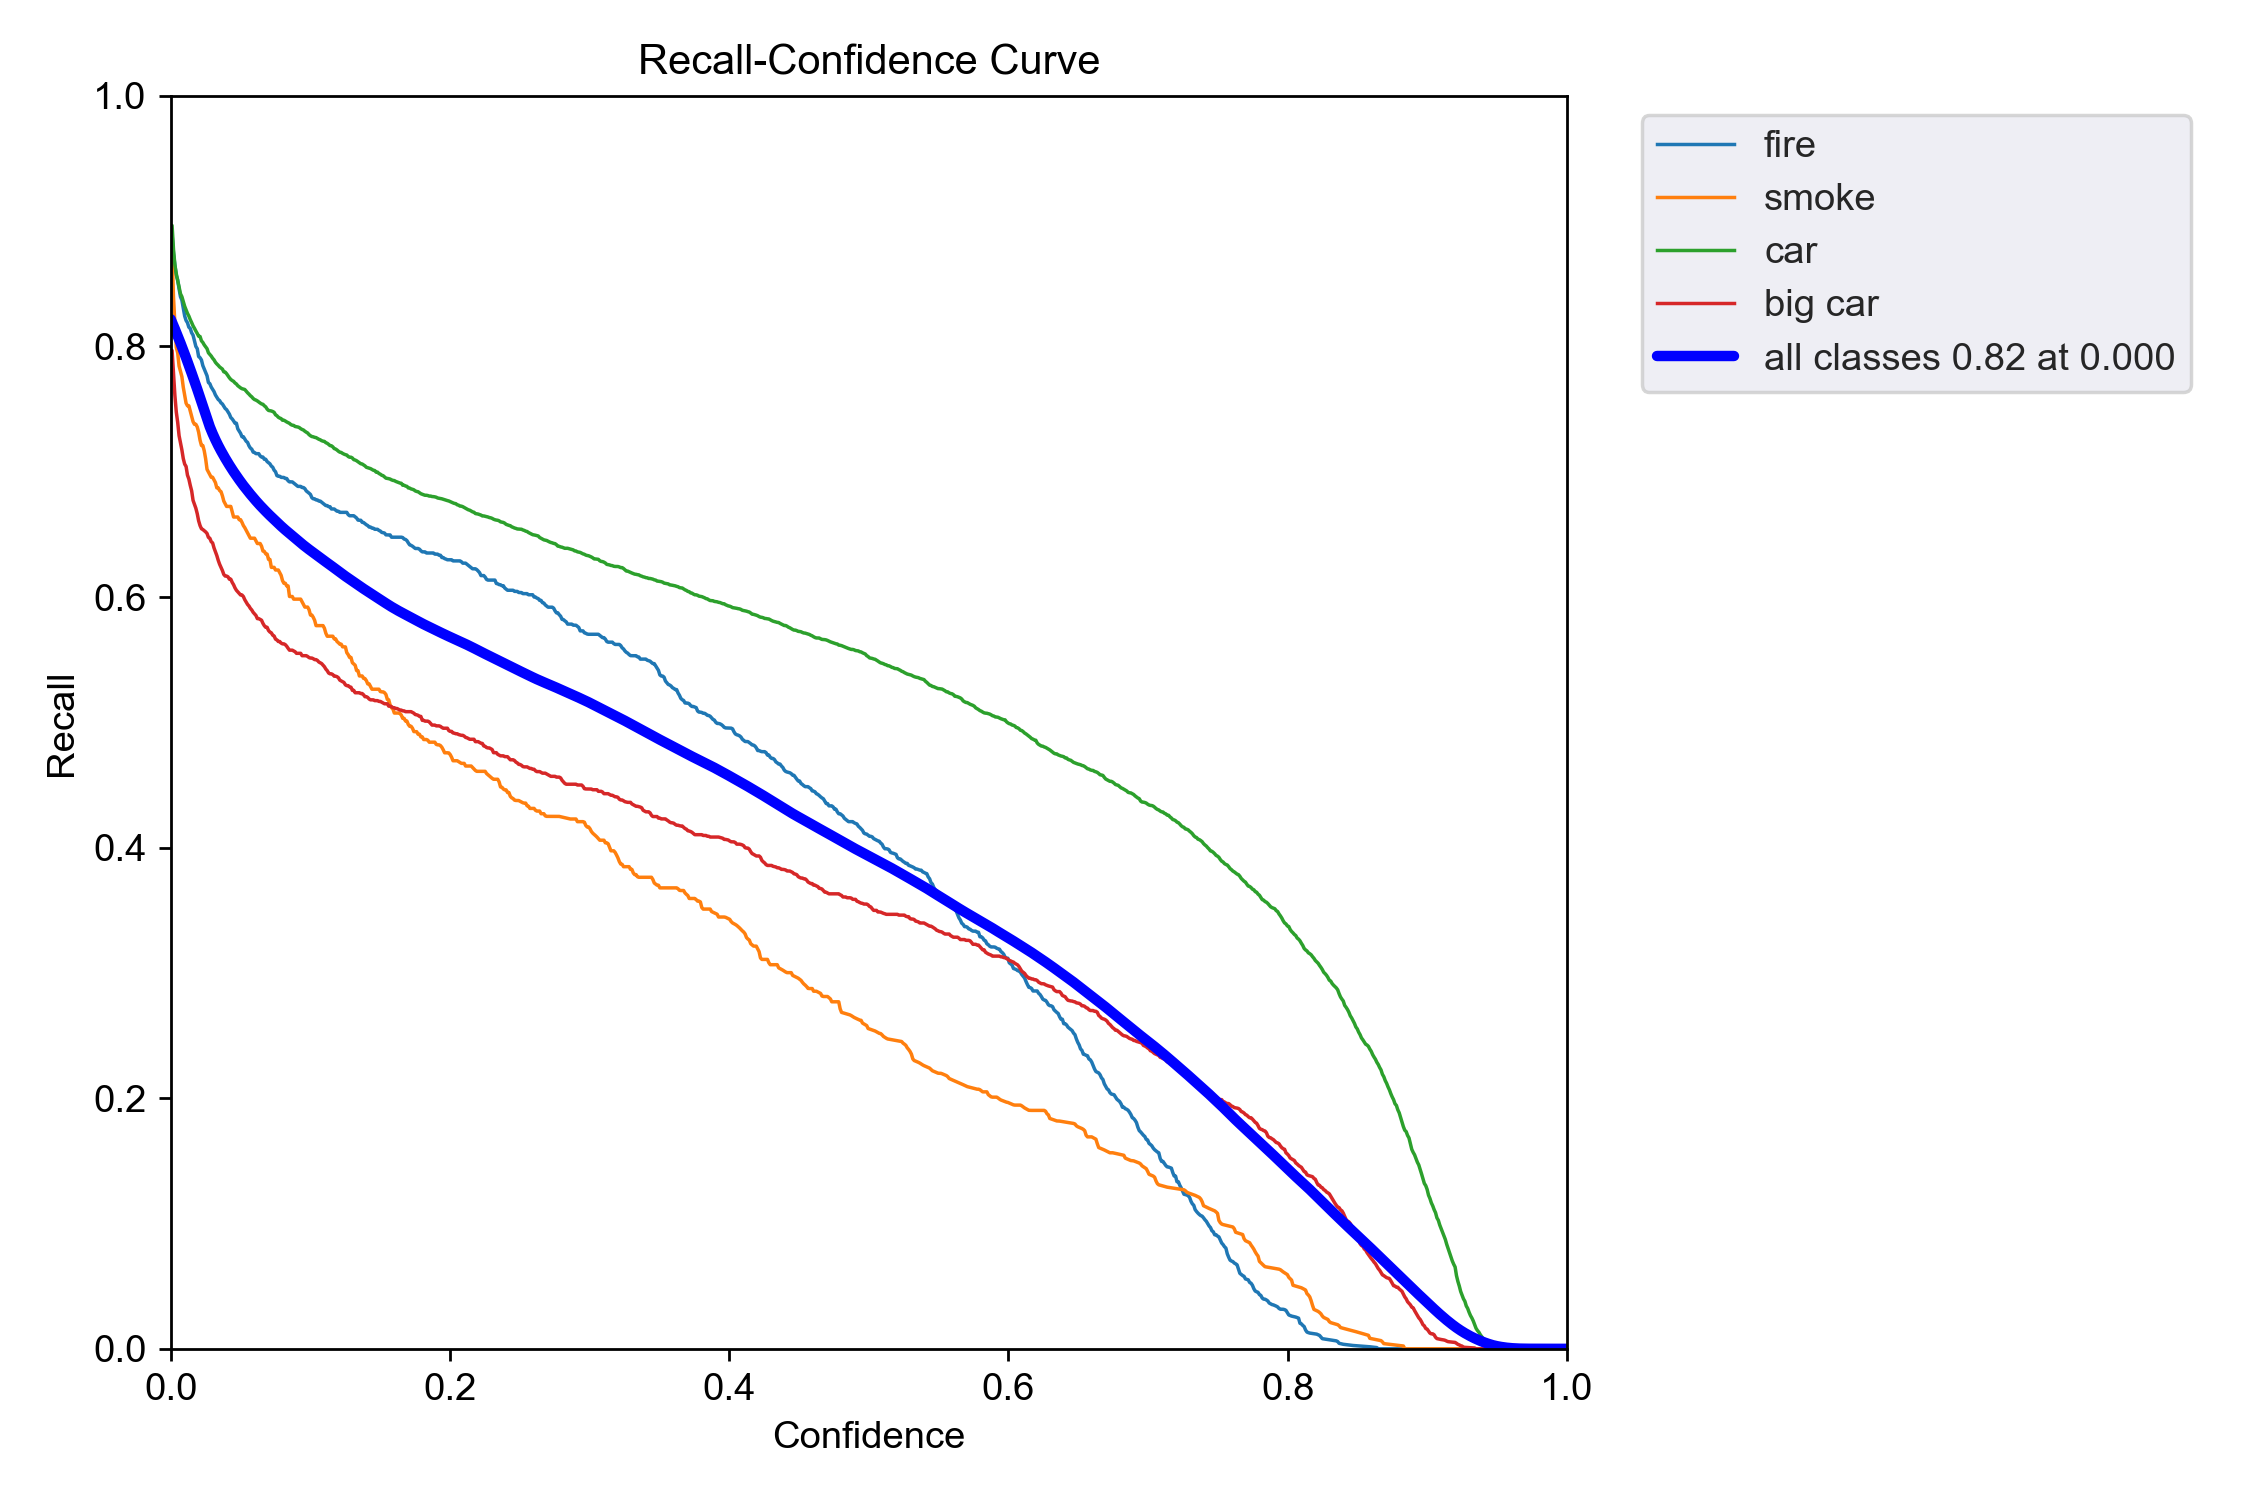 Recall-Confidence Curve
1.0
0.8
0.6
0.4
0.2
0.0
Recall
0.0 0.2 0.4 0.6 0.8 1.0
Confidence
fire
smoke
car
big car
all classes 0.82 at 0.000